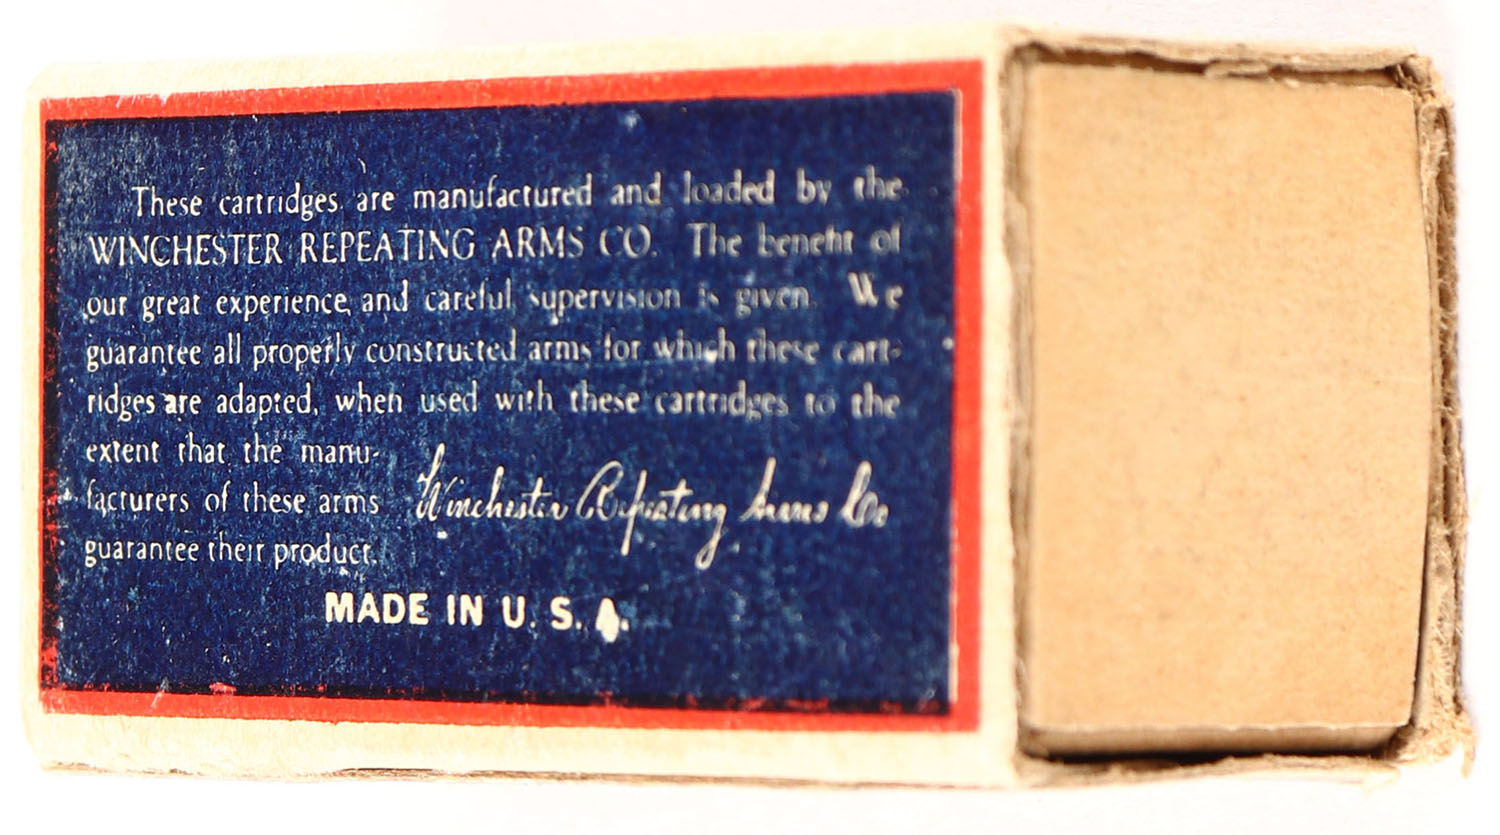 These cartridges are manufactured and loaded by the
WINCHESTER REPEATING ARMS CO. The benefit of
our great experience and careful supervision is given. We
guarantee all properly constructed arms for which these cart-
ridges are adapted, when used with these cartridges to the
extent that the manu-
facturers of these arms
guarantee their product.
Winchester Repeating Arms Co
MADE IN U. S. A.